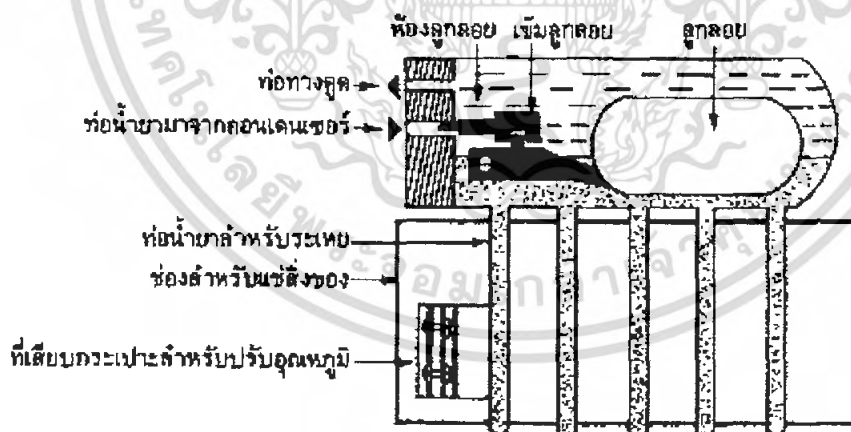 ห้องลูกลอย เข็มลูกลอย ลูกลอย
ท่อทางดูด
ท่อน้ำยามาจากคอนเดนเซอร์
ท่อน้ำยาสำหรับระเหย
ช่องสำหรับแช่สิ่งของ
ที่เสียบกระเปาะสำหรับปรับอุณหภูมิ